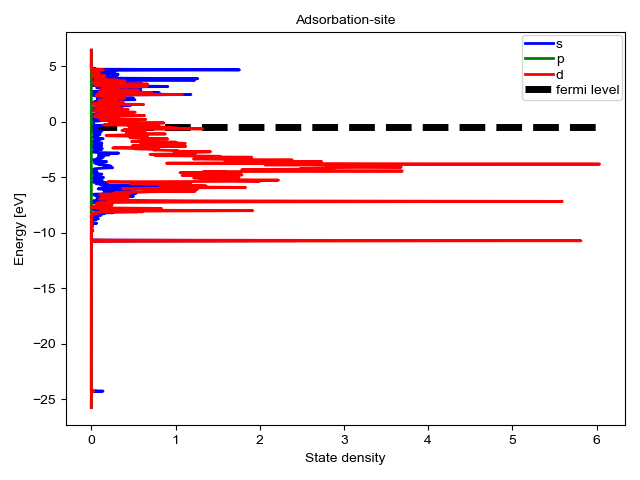 Adsorbation-site
s
p
d
fermi level
5
0
−5
−10
−15
−20
−25
Energy [eV]
0 1 2 3 4 5 6
State density